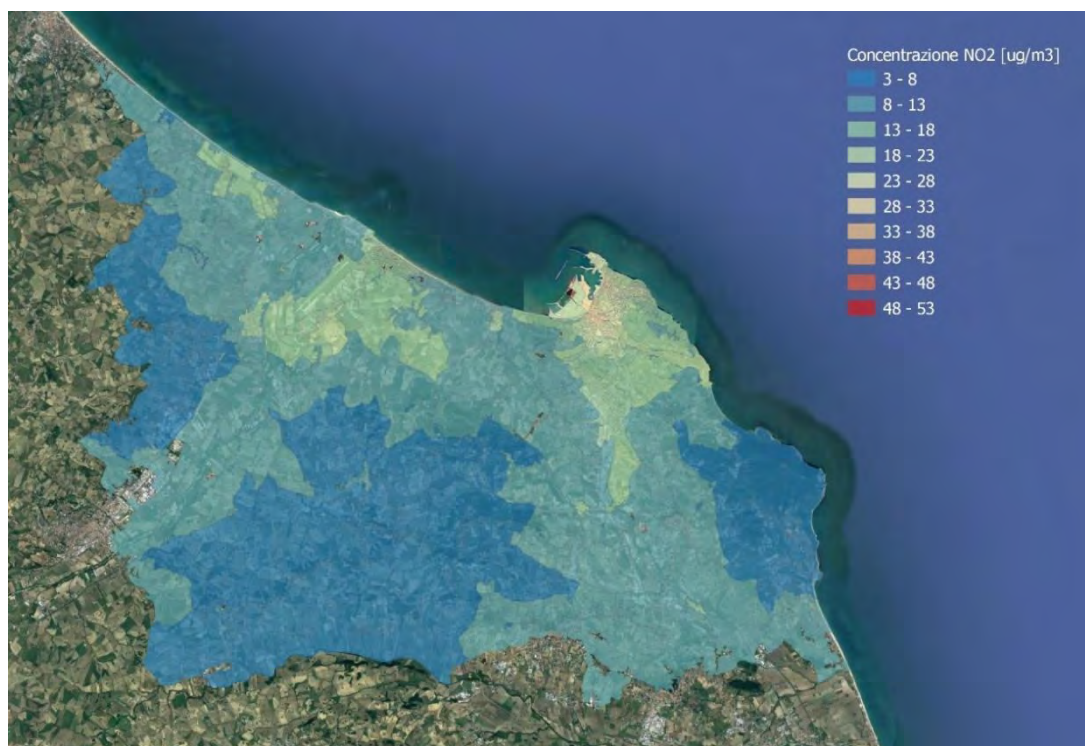 Concentrazione NO2 [ug/m3]
3 - 8
8 - 13
13 - 18
18 - 23
23 - 28
28 - 33
33 - 38
38 - 43
43 - 48
48 - 53